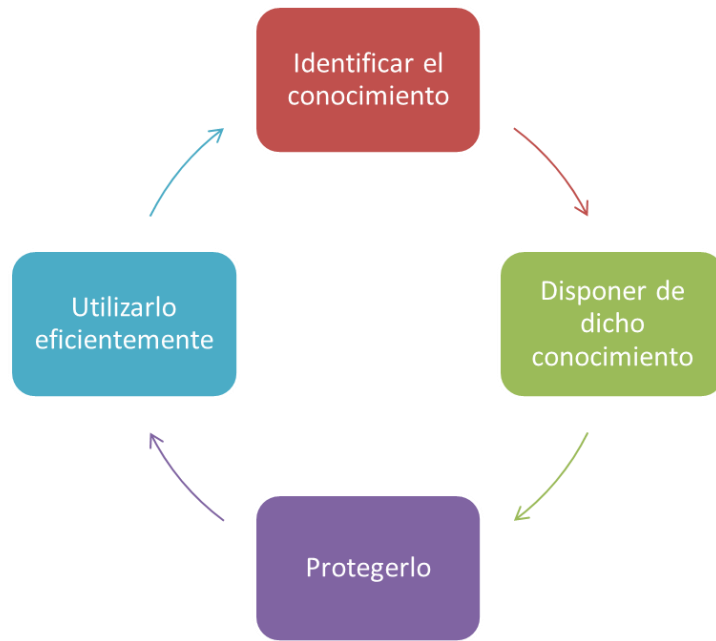 Identificar el
conocimiento
Disponer de
dicho
conocimiento
Protegerlo
Utilizarlo
eficientemente